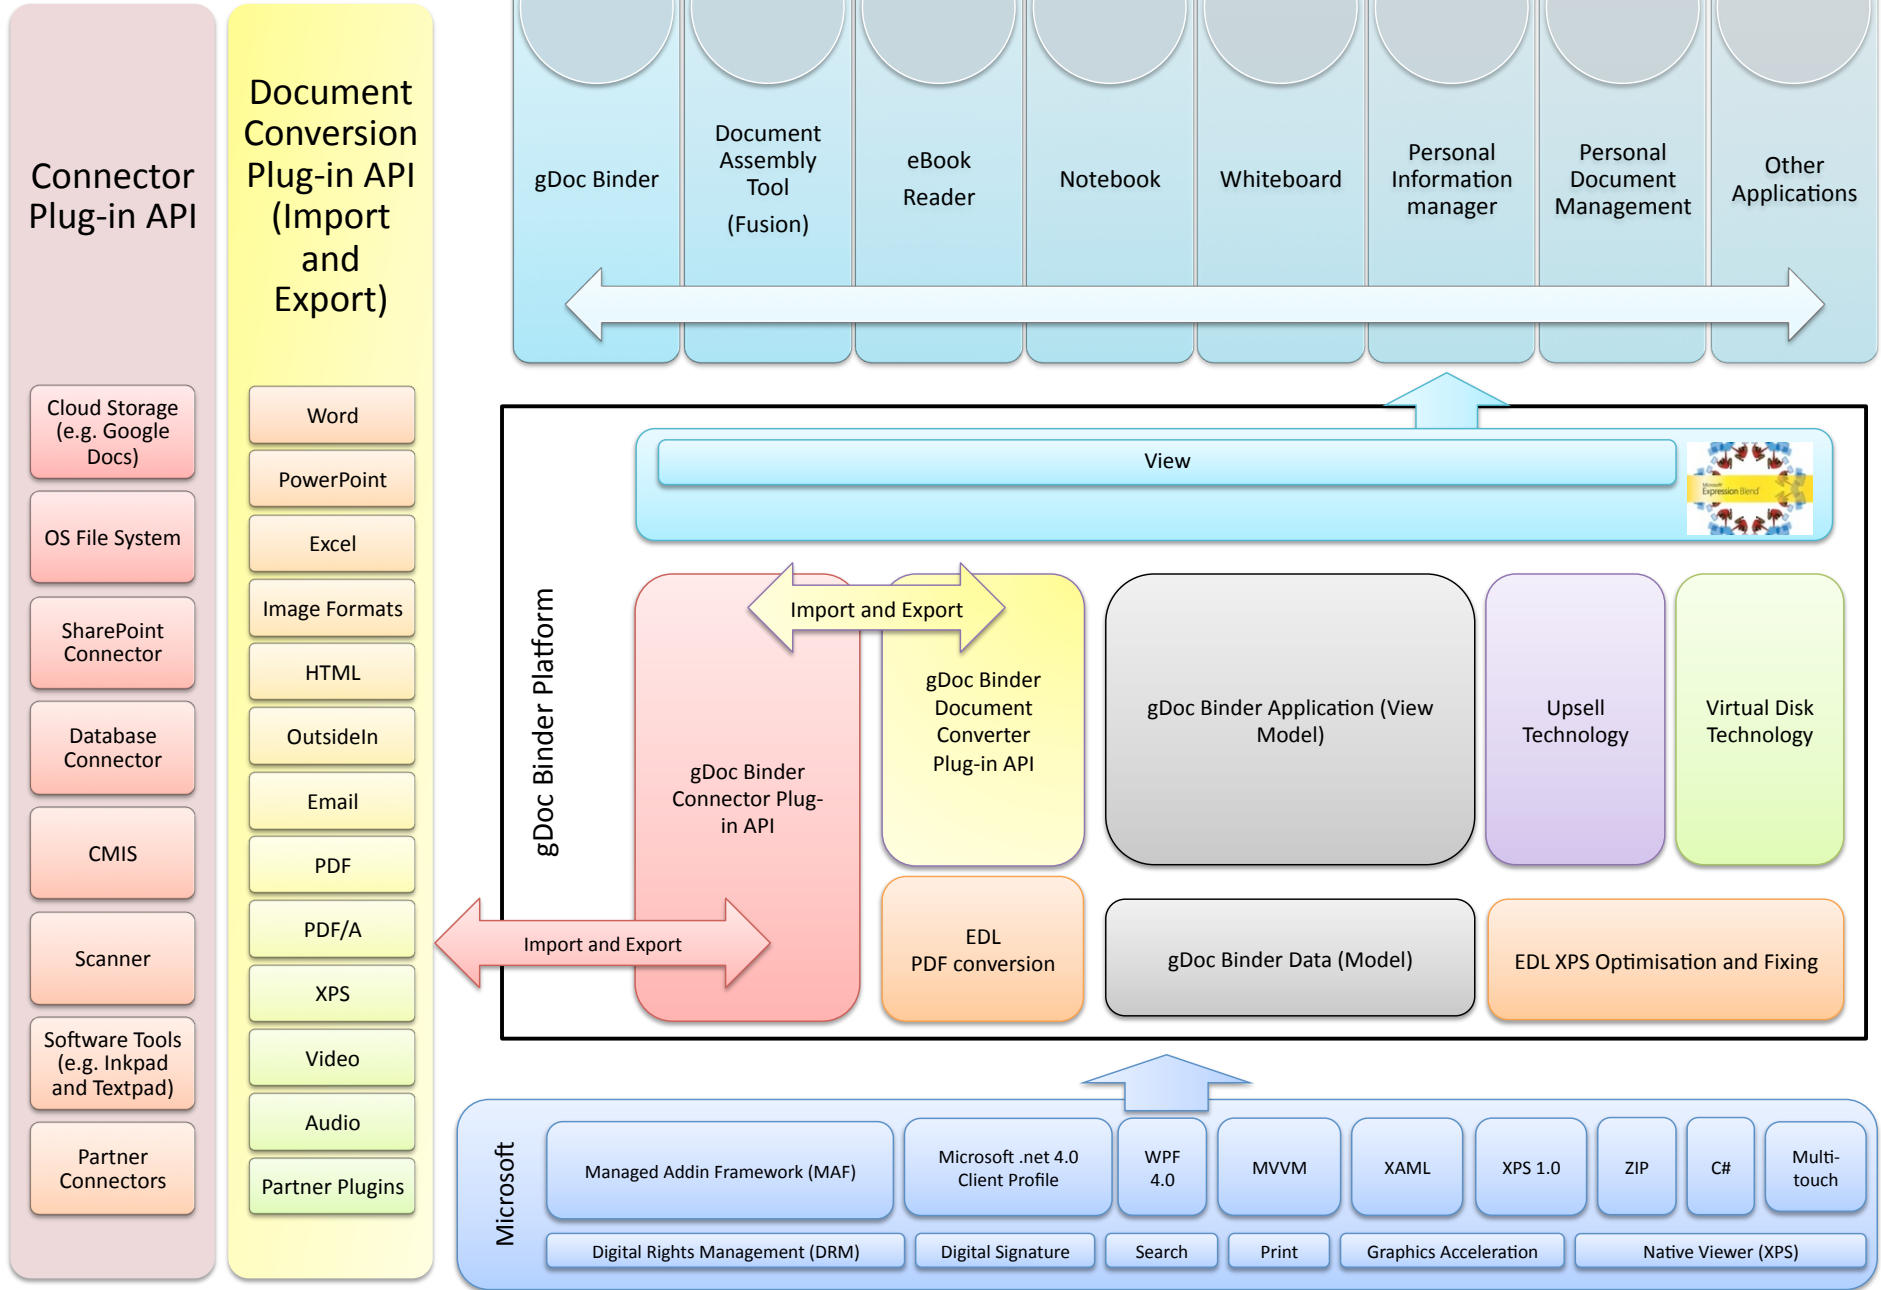 Connector
Plug-in API
Cloud Storage
(e.g. Google
Docs)
OS File System
SharePoint
Connector
Database
Connector
CMIS
Scanner
Software Tools
(e.g. Inkpad
and Textpad)
Partner
Connectors
Document
Conversion
Plug-in API
(Import
and
Export)
Word
PowerPoint
Excel
Image Formats
HTML
OutsideIn
Email
PDF
PDF/A
XPS
Video
Audio
Partner Plugins
gDoc Binder
Document
Assembly
Tool
(Fusion)
eBook
Reader
Notebook
Whiteboard
Personal
Information
manager
Personal
Document
Management
Other
Applications
gDoc Binder Platform
View
Microsoft
Expression Blend
Import and Export
gDoc Binder
Connector Plug-
in API
Import and Export
gDoc Binder
Document
Converter
Plug-in API
gDoc Binder Application (View
Model)
Upsell
Technology
Virtual Disk
Technology
EDL
PDF conversion
gDoc Binder Data (Model)
EDL XPS Optimisation and Fixing
Microsoft
Managed Addin Framework (MAF)
Microsoft .net 4.0
Client Profile
WPF
4.0
MVVM
XAML
XPS 1.0
ZIP
C#
Multi-
touch
Digital Rights Management (DRM)
Digital Signature
Search
Print
Graphics Acceleration
Native Viewer (XPS)